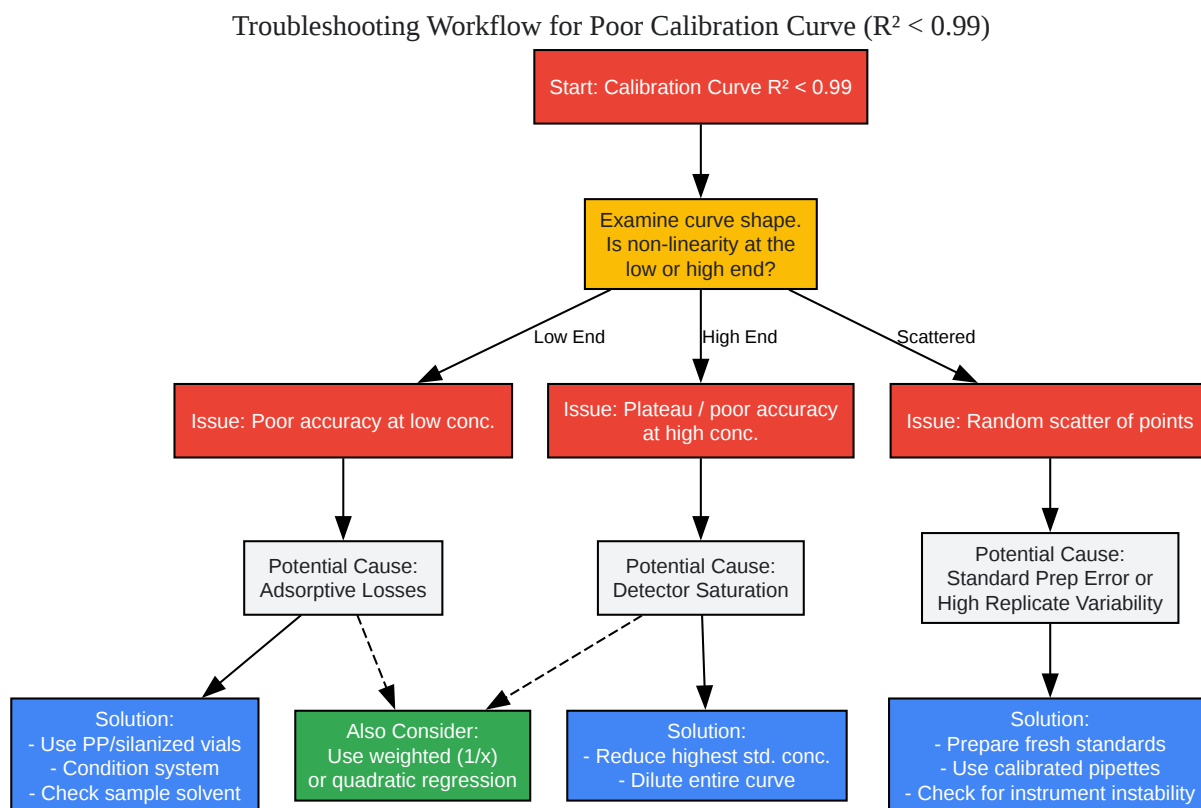 Troubleshooting Workflow for Poor Calibration Curve (R² < 0.99)
Start: Calibration Curve R² < 0.99
Examine curve shape.
Is non-linearity at the
low or high end?
Low End
High End
Scattered
Issue: Poor accuracy at low conc.
Issue: Plateau / poor accuracy
at high conc.
Issue: Random scatter of points
Potential Cause:
Adsorptive Losses
Potential Cause:
Detector Saturation
Potential Cause:
Standard Prep Error or
High Replicate Variability
Solution:
- Use PP/silanized vials
- Condition system
- Check sample solvent
Also Consider:
Use weighted (1/x)
or quadratic regression
Solution:
- Reduce highest std. conc.
- Dilute entire curve
Solution:
- Prepare fresh standards
- Use calibrated pipettes
- Check for instrument instability